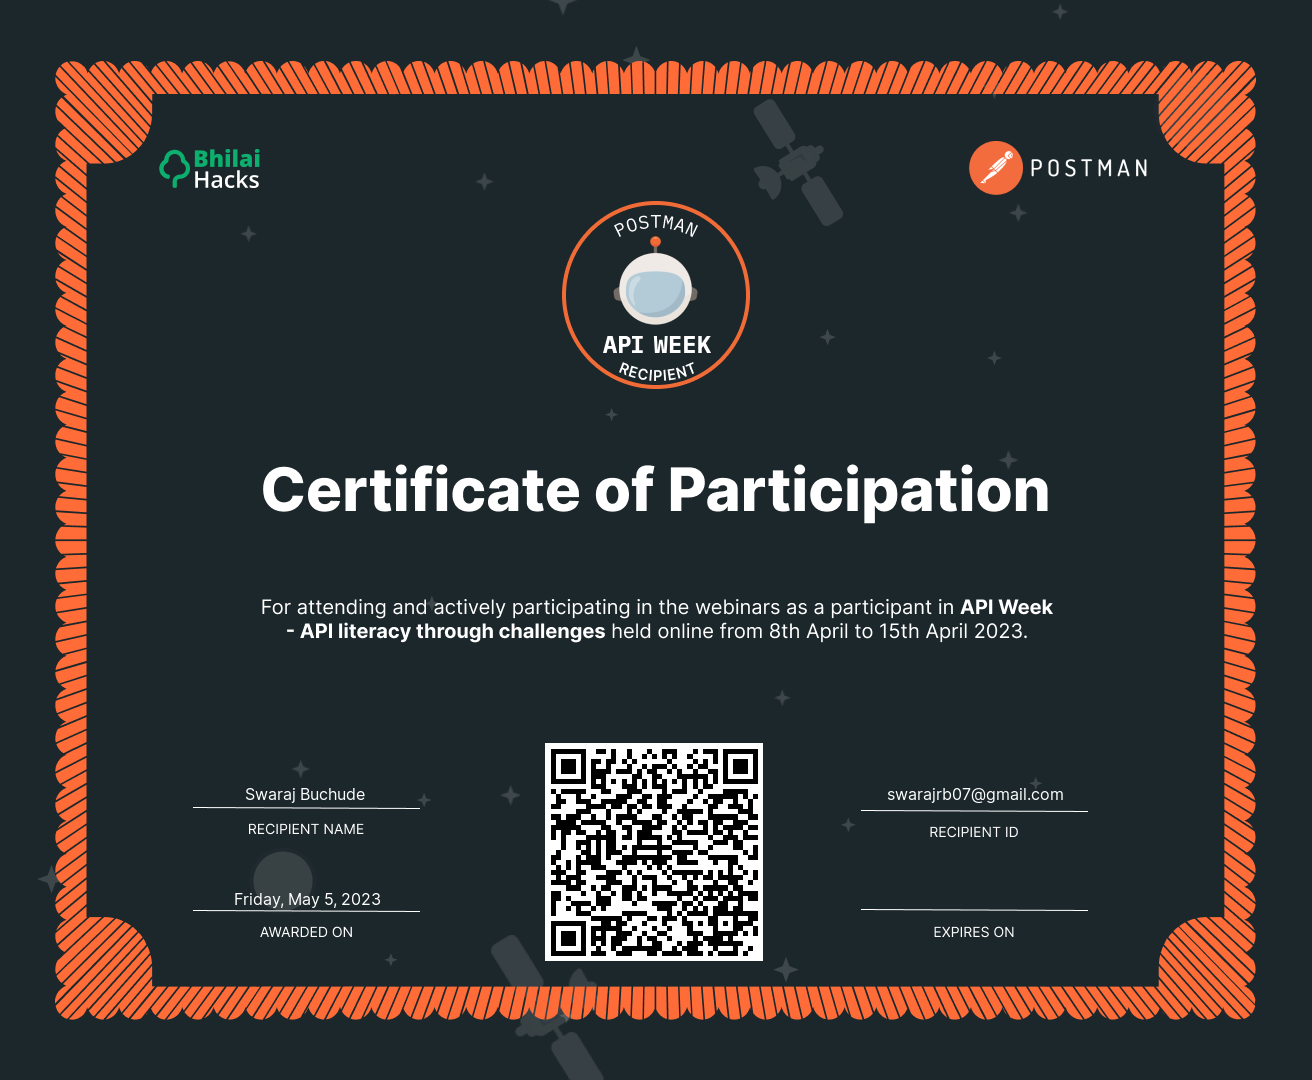 Bhilai
Hacks
POSTMAN
POSTMAN
API WEEK
RECIPIENT
Certificate of Participation
For attending and actively participating in the webinars as a participant in API Week
- API literacy through challenges held online from 8th April to 15th April 2023.
Swaraj Buchude
RECIPIENT NAME
swarajrb07@gmail.com
RECIPIENT ID
Friday, May 5, 2023
AWARDED ON
EXPIRES ON